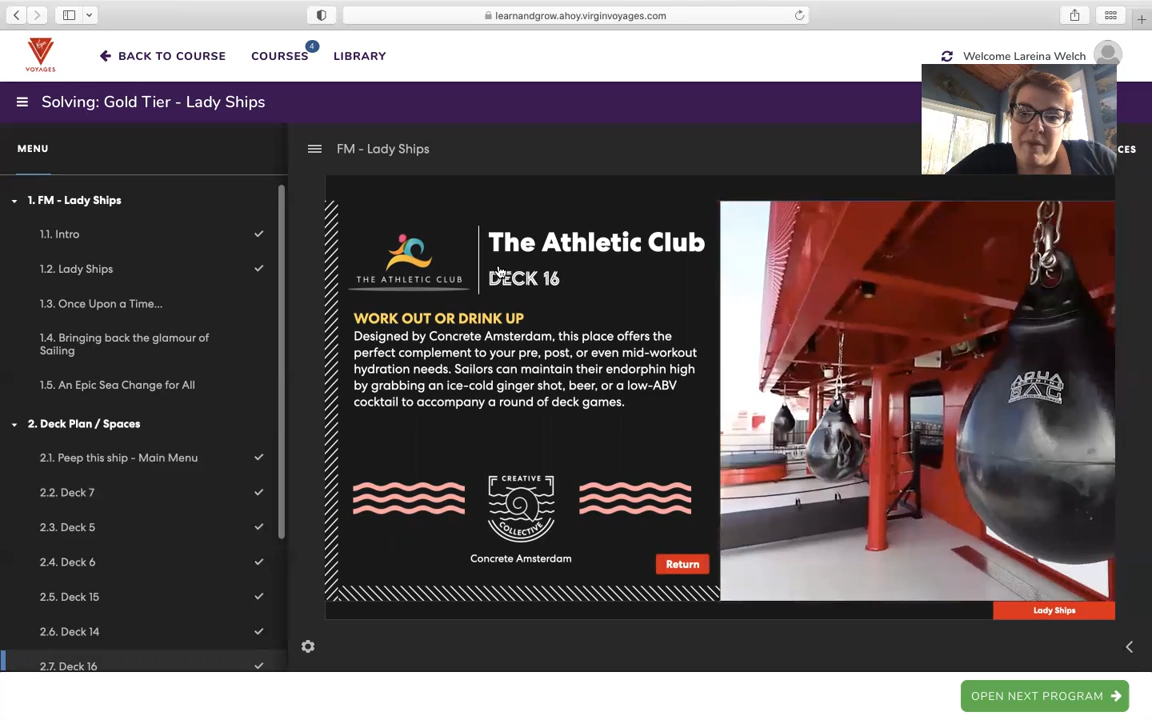 learnandgrow.ahoy.virginvoyages.com
VOYAGES
BACK TO COURSE
COURSES
4
LIBRARY
Welcome Lareina Welch
Solving: Gold Tier - Lady Ships
MENU
FM - Lady Ships
CES
1. FM - Lady Ships
1.1. Intro
1.2. Lady Ships
1.3. Once Upon a Time...
1.4. Bringing back the glamour of
Sailing
1.5. An Epic Sea Change for All
2. Deck Plan / Spaces
2.1. Peep this ship - Main Menu
2.2. Deck 7
2.3. Deck 5
2.4. Deck 6
2.5. Deck 15
2.6. Deck 14
2.7. Deck 16
THE ATHLETIC CLUB
The Athletic Club
DECK 16
WORK OUT OR DRINK UP
Designed by Concrete Amsterdam, this place offers the
perfect complement to your pre, post, or even mid-workout
hydration needs. Sailors can maintain their endorphin high
by grabbing an ice-cold ginger shot, beer, or a low-ABV
cocktail to accompany a round of deck games.
CREATIVE
COLLECTIVE
Concrete Amsterdam
Return
AQUA
TRAINING
BAG
Lady Ships
OPEN NEXT PROGRAM